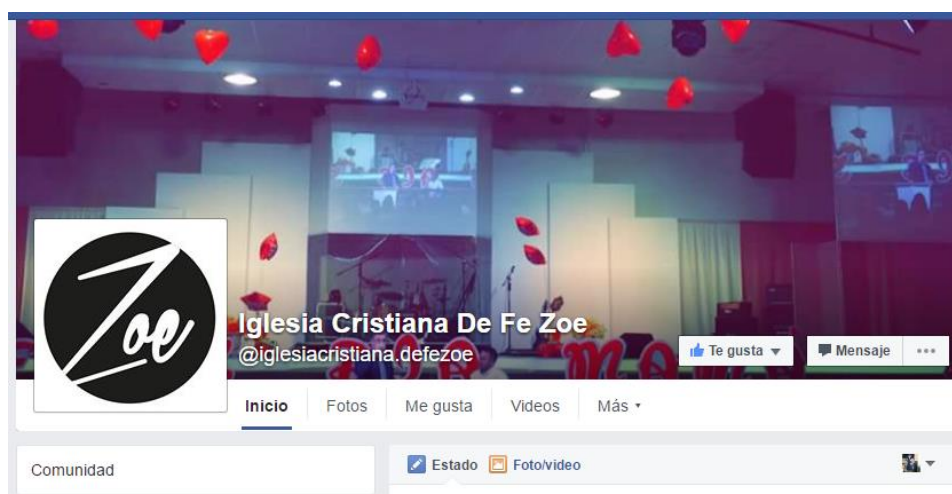 Zoe
Iglesia Cristiana De Fe Zoe
@iglesiacristiana.defezoe
Te gusta
Mensaje
Inicio Fotos Me gusta Videos Más
Comunidad
Estado Foto/video